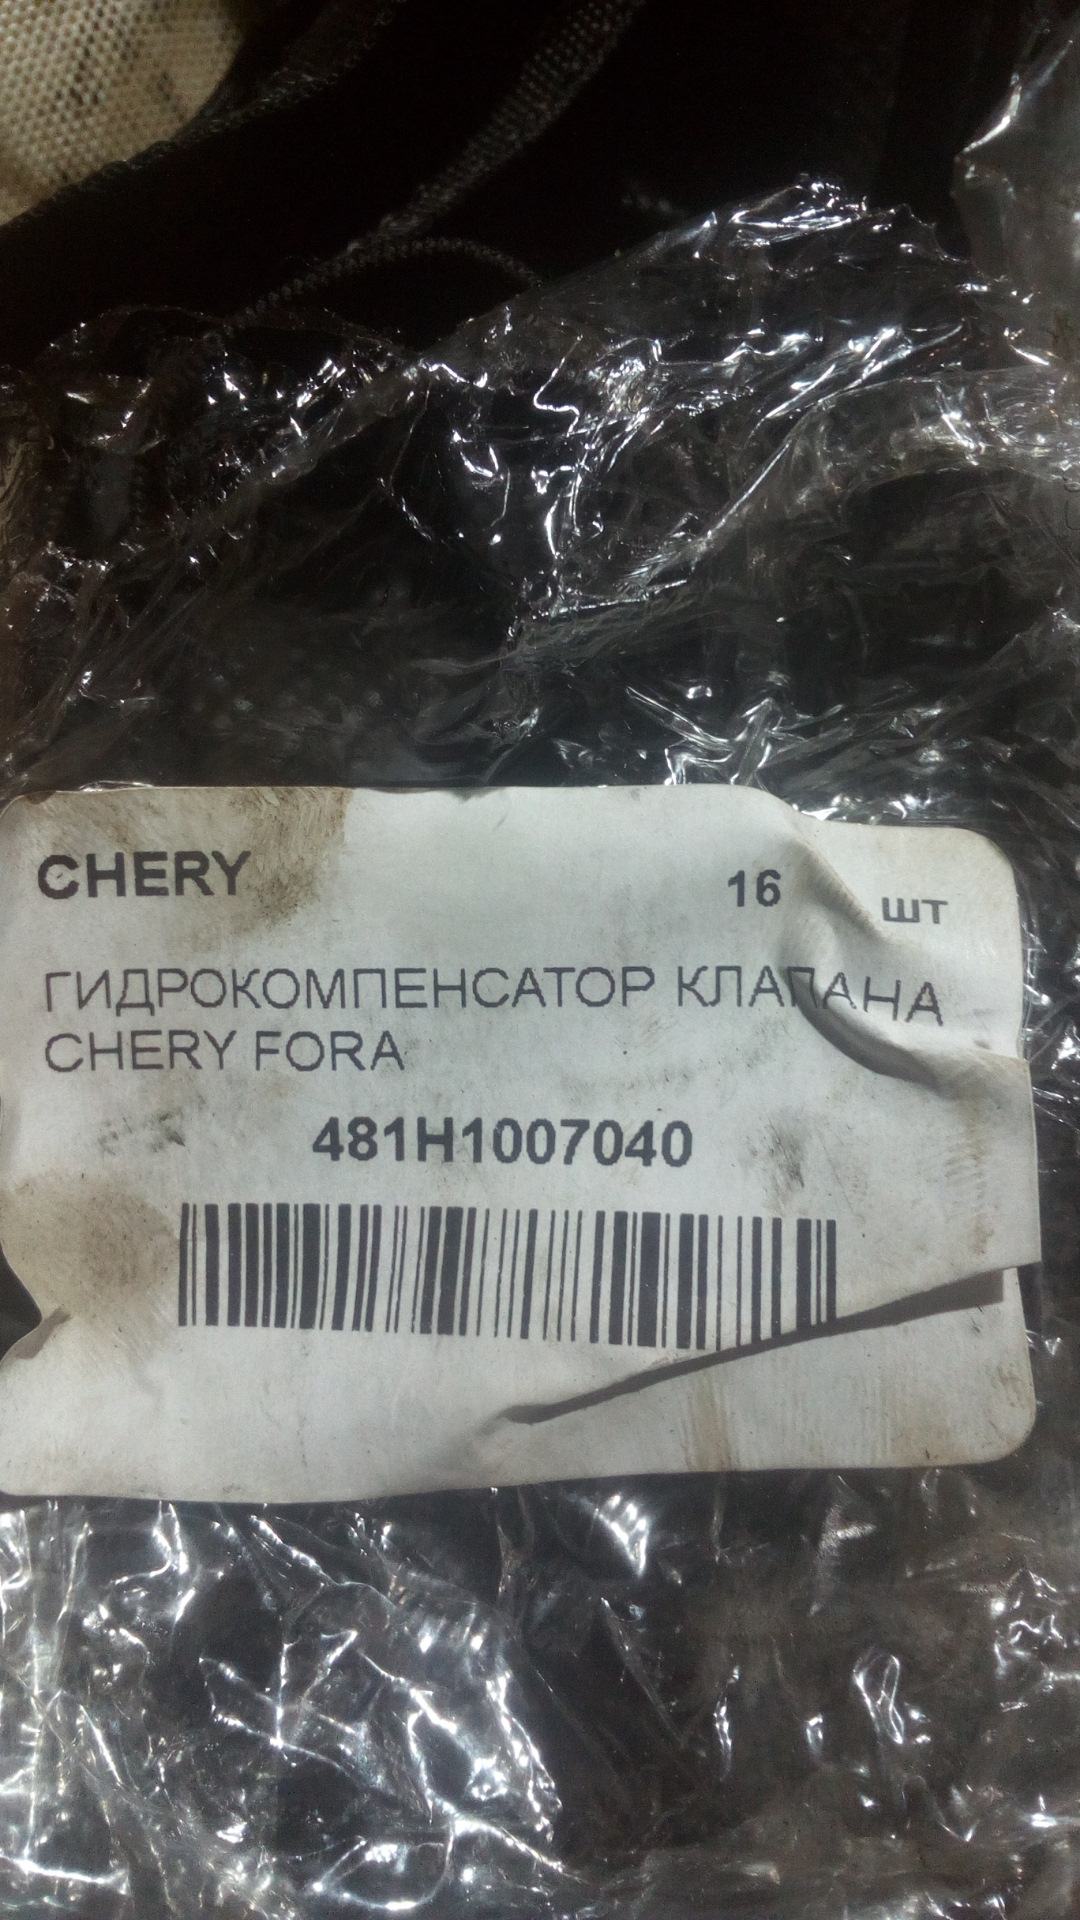 CHERY 16 шт
ГИДРОКОМПЕНСАТОР КЛАПАНА
CHERY FORA
481H1007040